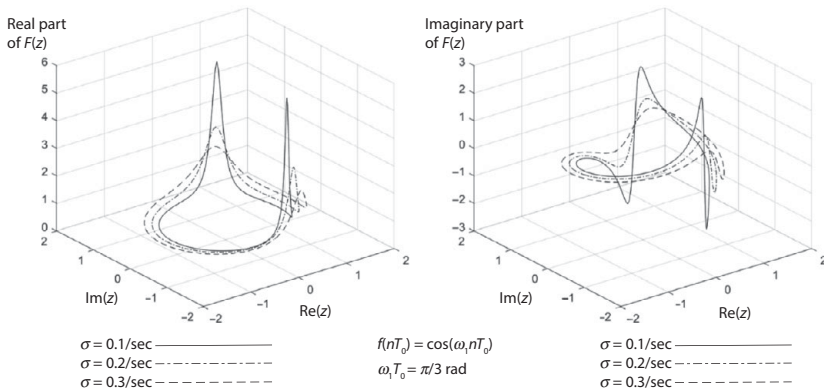 Real part
of F(z)
6
5
4
3
2
1
0
2
1
0
−1
−2
−2
−1
0
1
2
Im(z)
Re(z)
Imaginary part
of F(z)
3
2
1
0
−1
−2
−3
2
1
0
−1
−2
−2
−1
0
1
2
Im(z)
Re(z)
σ = 0.1/sec
σ = 0.2/sec
σ = 0.3/sec
f(nT₀) = cos(ω₁nT₀)
ω₁T₀ = π/3 rad
σ = 0.1/sec
σ = 0.2/sec
σ = 0.3/sec